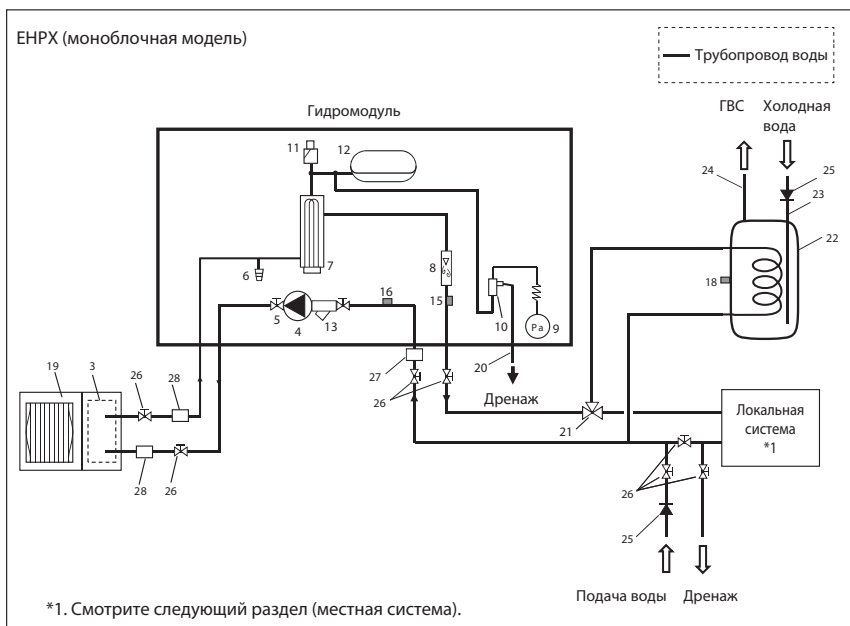 EHPX (моноблочная модель)
Трубопровод воды
Гидромодуль
ГВС
Холодная
вода
11
12
24
25
23
22
6
7
8
18
16
15
5
4
13
10
Pa
9
27
20
26
Дренаж
21
19
3
26
28
28
26
Локальная
система
*1
26
25
Подача воды
Дренаж
*1. Смотрите следующий раздел (местная система).